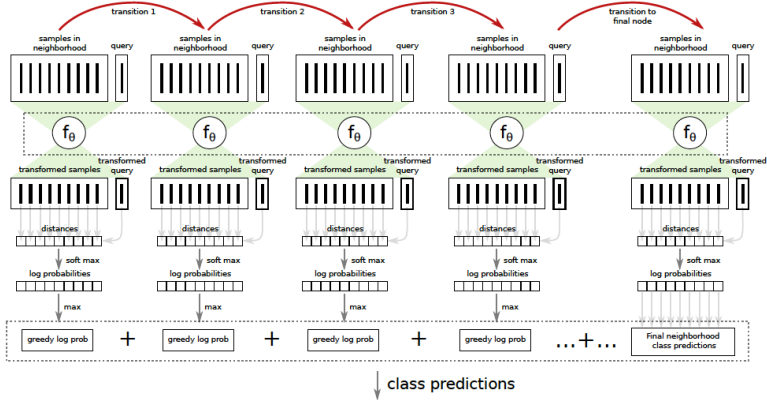 transition 1
transition 2
transition 3
transition to
final node
samples in
neighborhood
query
samples in
neighborhood
query
samples in
neighborhood
query
samples in
neighborhood
query
samples in
neighborhood
query
fθ
fθ
fθ
fθ
fθ
transformed samples
transformed
query
transformed samples
transformed
query
transformed samples
transformed
query
transformed samples
transformed
query
transformed samples
transformed
query
distances
distances
distances
distances
distances
soft max
soft max
soft max
soft max
log probabilities
log probabilities
log probabilities
log probabilities
log probabilities
max
max
max
max
greedy log prob + greedy log prob + greedy log prob + greedy log prob ...+... Final neighborhood
class predictions
class predictions